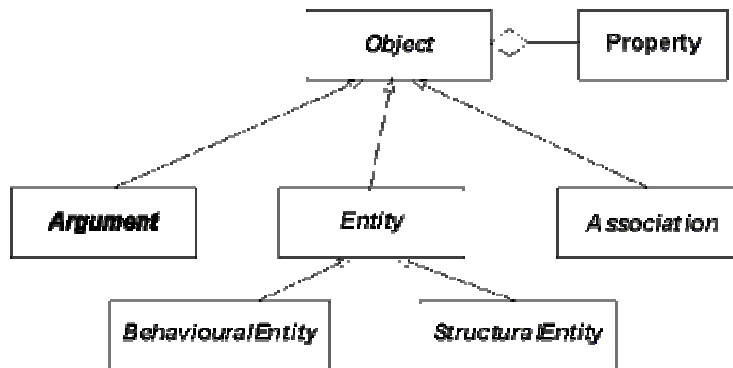 Object
Property
Argument
Entity
Association
BehaviouralEntity
StructuralEntity